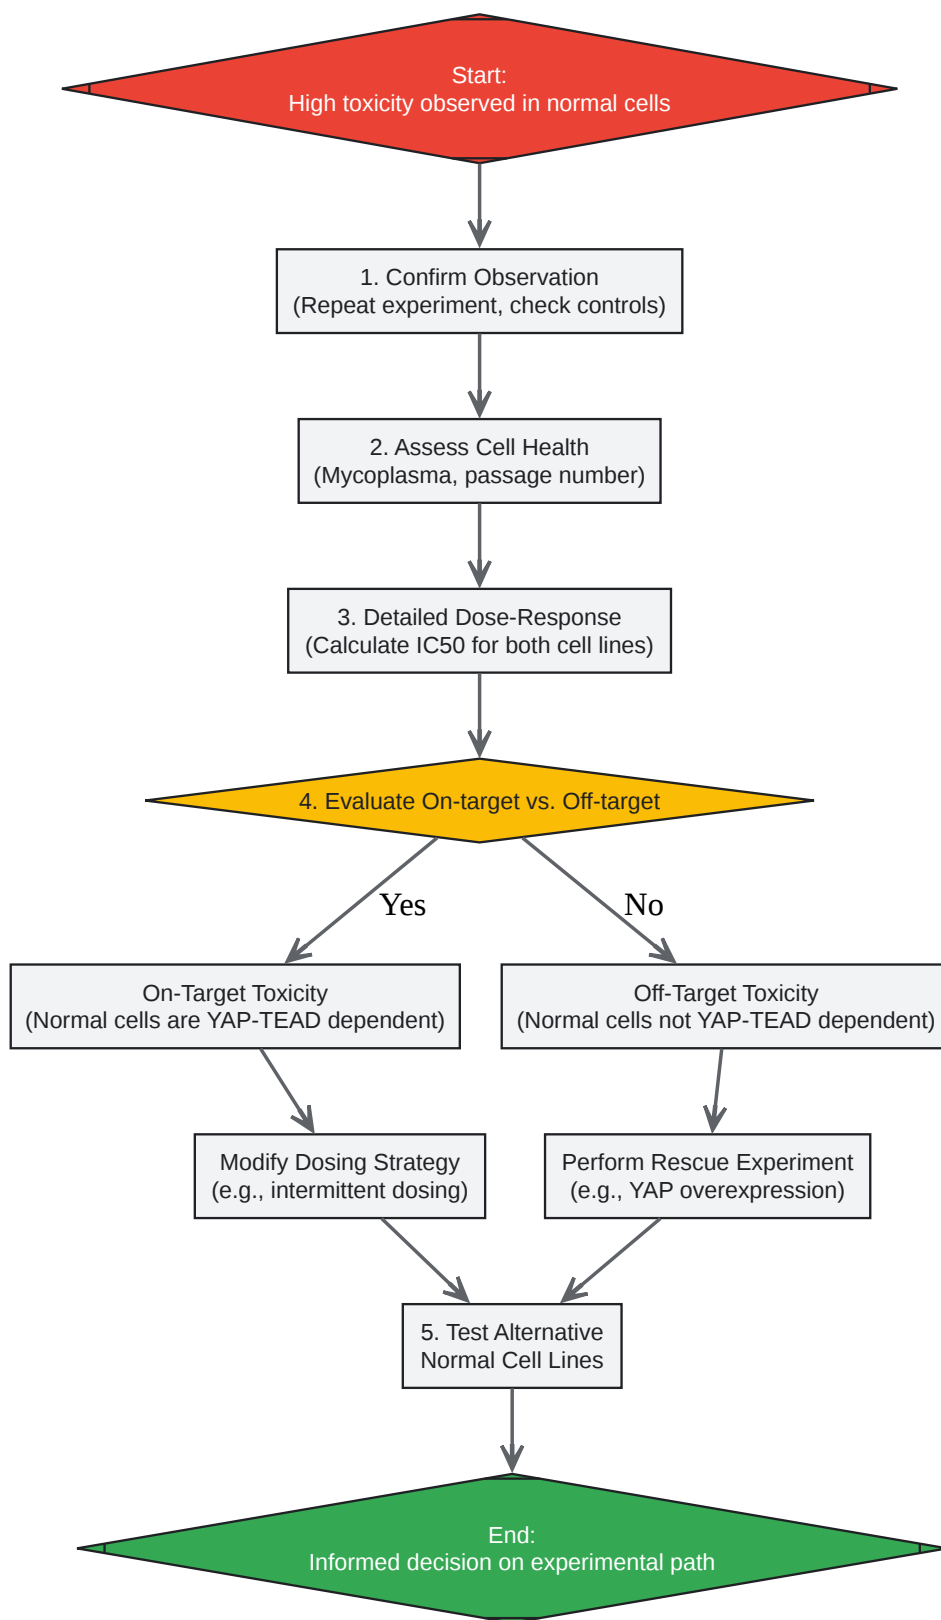 Start:
High toxicity observed in normal cells
1. Confirm Observation
(Repeat experiment, check controls)
2. Assess Cell Health
(Mycoplasma, passage number)
3. Detailed Dose-Response
(Calculate IC50 for both cell lines)
4. Evaluate On-target vs. Off-target
Yes
No
On-Target Toxicity
(Normal cells are YAP-TEAD dependent)
Off-Target Toxicity
(Normal cells not YAP-TEAD dependent)
Modify Dosing Strategy
(e.g., intermittent dosing)
Perform Rescue Experiment
(e.g., YAP overexpression)
5. Test Alternative
Normal Cell Lines
End:
Informed decision on experimental path